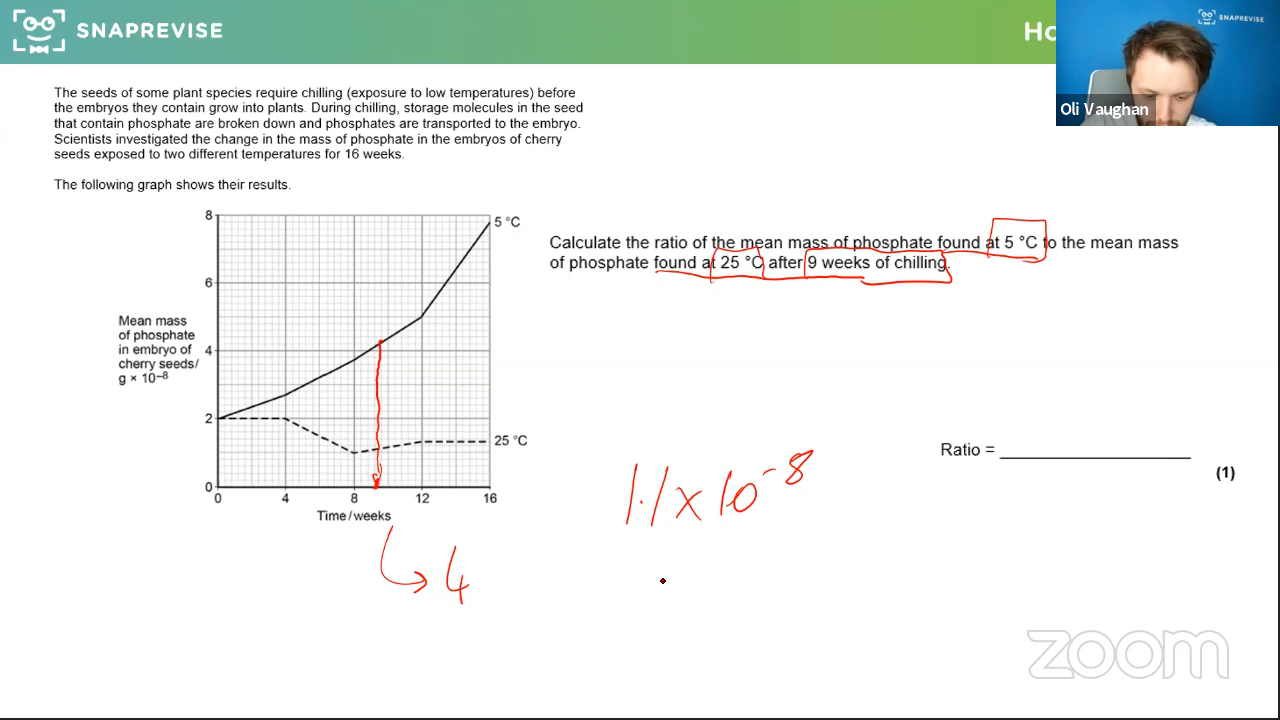 SNAPREVISE
Ho
SNAPREVISE
Oli Vaughan
The seeds of some plant species require chilling (exposure to low temperatures) before
the embryos they contain grow into plants. During chilling, storage molecules in the seed
that contain phosphate are broken down and phosphates are transported to the embryo.
Scientists investigated the change in the mass of phosphate in the embryos of cherry
seeds exposed to two different temperatures for 16 weeks.
The following graph shows their results.
8
6
4
2
0
Mean mass
of phosphate
in embryo of
cherry seeds/
g × 10⁻⁸
5 °C
25 °C
0 4 8 12 16
Time/weeks
Calculate the ratio of the mean mass of phosphate found at 5 °C to the mean mass
of phosphate found at 25 °C after 9 weeks of chilling.
Ratio =
(1)
1.1 x 10⁻⁸
4
zoom